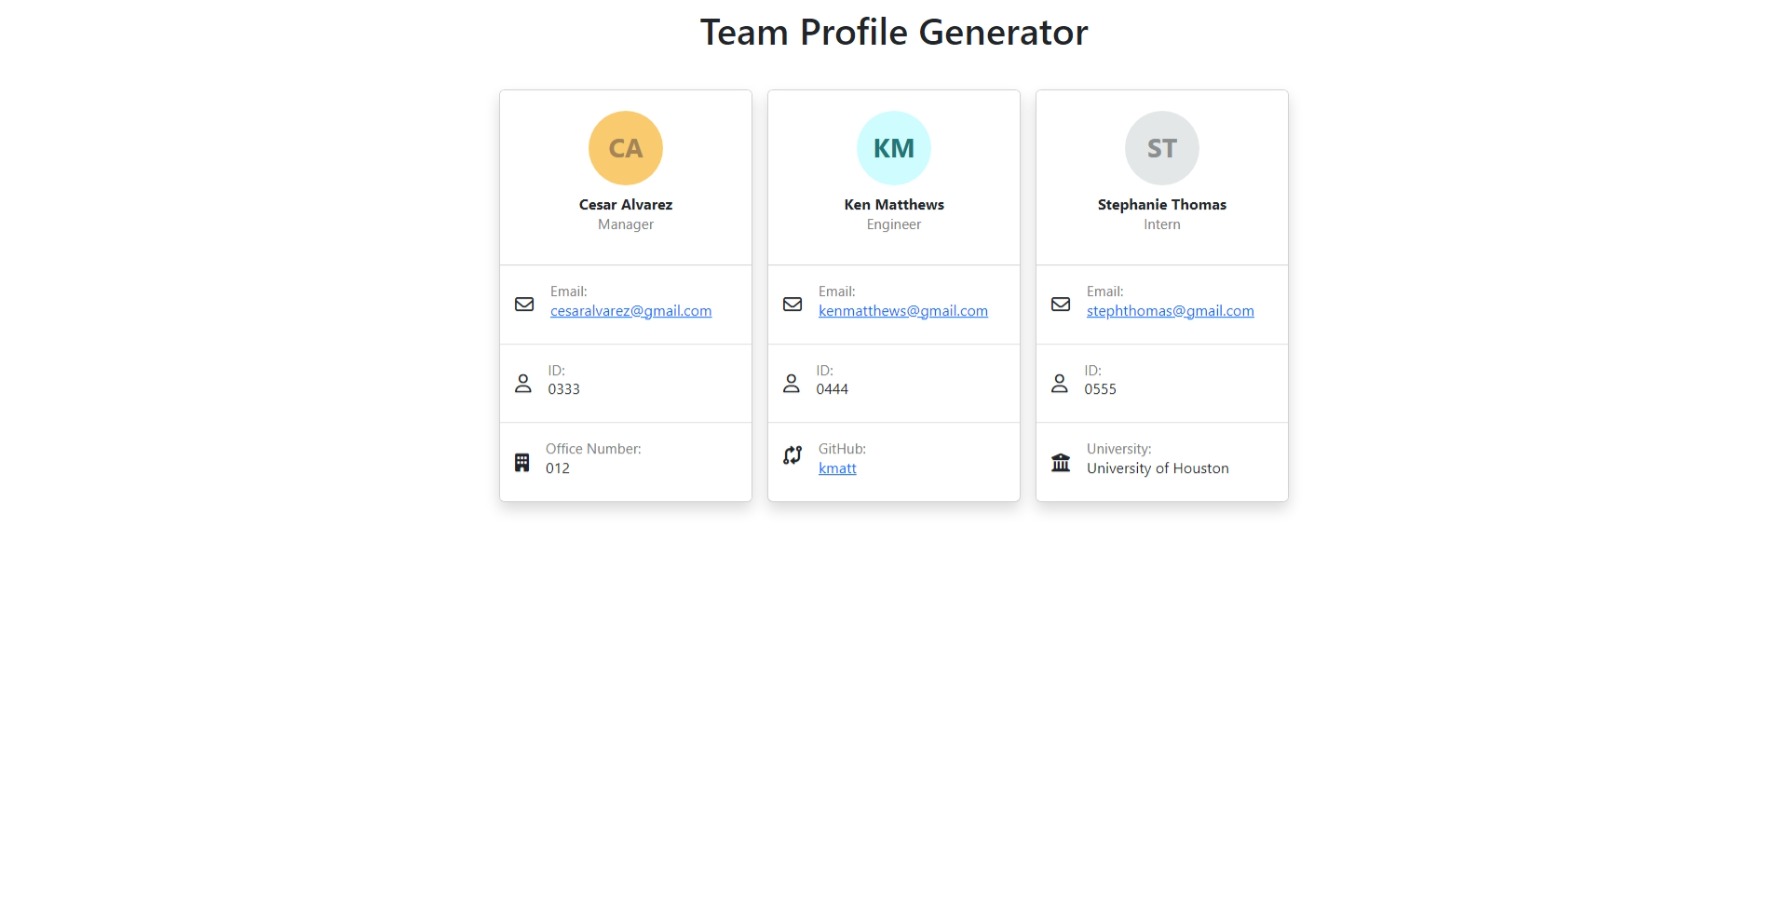 Team Profile Generator
CA
Cesar Alvarez
Manager
Email:
cesaralvarez@gmail.com
ID:
0333
Office Number:
012
KM
Ken Matthews
Engineer
Email:
kenmatthews@gmail.com
ID:
0444
GitHub:
kmatt
ST
Stephanie Thomas
Intern
Email:
stephthomas@gmail.com
ID:
0555
University:
University of Houston